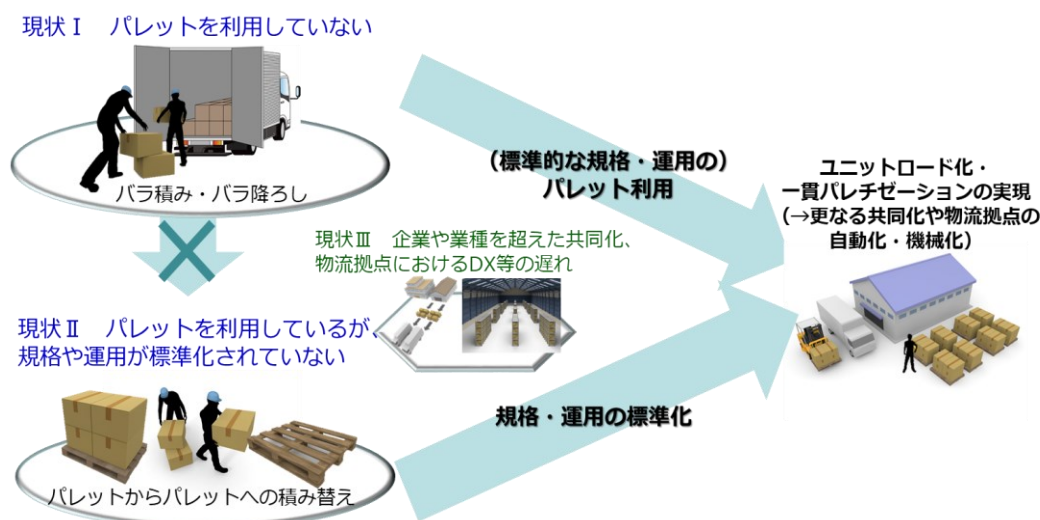 現状Ⅰ パレットを利用していない
バラ積み・バラ降ろし
(標準的な規格・運用の)
パレット利用
ユニットロード化・
一貫パレチゼーションの実現
(→更なる共同化や物流拠点の
自動化・機械化)
現状Ⅲ 企業や業種を超えた共同化、
物流拠点におけるDX等の遅れ
現状Ⅱ パレットを利用しているが、
規格や運用が標準化されていない
規格・運用の標準化
パレットからパレットへの積み替え